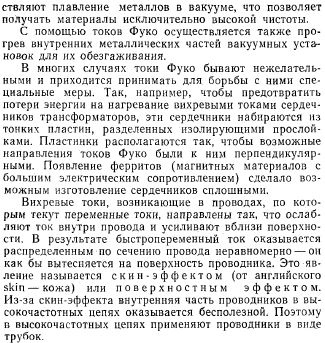 ствляют плавление металлов в вакууме, что позволяет
получать материалы исключительно высокой чистоты.
С помощью токов Фуко осуществляется также про-
грев внутренних металлических частей вакуумных уста-
новок для их обезгаживания.
В многих случаях токи Фуко бывают нежелатель-
ными и приходится принимать для борьбы с ними спе-
циальные меры. Так, например, чтобы предотвратить
потери энергии на нагревание вихревыми токами сердеч-
ников трансформаторов, эти сердечники набираются из
тонких пластин, разделенных изолирующими прослой-
ками. Пластинки располагаются так, чтобы возможные
направления токов Фуко были к ним перпендикуляр-
ными. Появление ферритов (магнитных материалов с
большим электрическим сопротивлением) сделало воз-
можным изготовление сердечников сплошными.
Вихревые токи, возникающие в проводах, по кото-
рым текут переменные токи, направлены так, что ослаб-
ляют ток внутри провода и усиливают вблизи поверхно-
сти. В результате быстропеременный ток оказывается
распределенным по сечению провода неравномерно — он
как бы вытесняется на поверхность проводника. Это яв-
ление называется скин-эффектом (от английского
skin — кожа) или поверхностным эффектом.
Из-за скин-эффекта внутренняя часть проводников в вы-
сокочастотных цепях оказывается бесполезной. Поэтому
в высокочастотных цепях применяют проводники в виде
трубок.